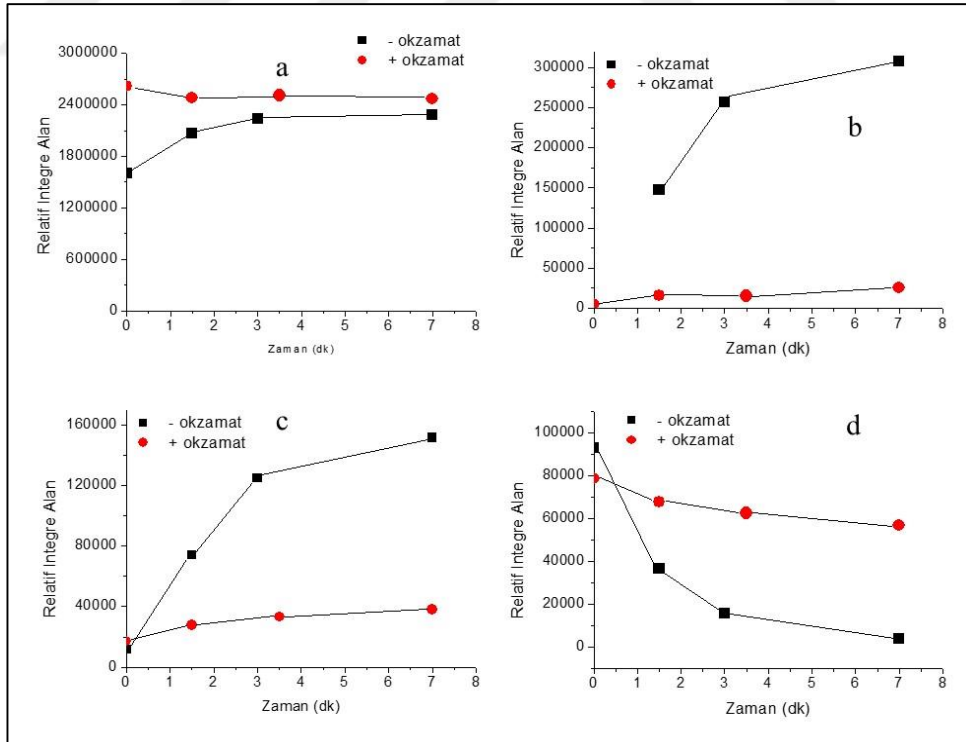 - okzamat
+ okzamat
a
3000000
2400000
1800000
1200000
600000
0
Relatif Integre Alan
0 1 2 3 4 5 6 7 8
Zaman (dk)
- okzamat
+ okzamat
b
300000
250000
200000
150000
100000
50000
0
Relatif Integre Alan
0 1 2 3 4 5 6 7 8
Zaman (dk)
- okzamat
+ okzamat
c
160000
120000
80000
40000
0
Relatif Integre Alan
0 1 2 3 4 5 6 7 8
Zaman (dk)
- okzamat
+ okzamat
d
100000
80000
60000
40000
20000
0
Relatif Integre Alan
0 1 2 3 4 5 6 7 8
Zaman (dk)